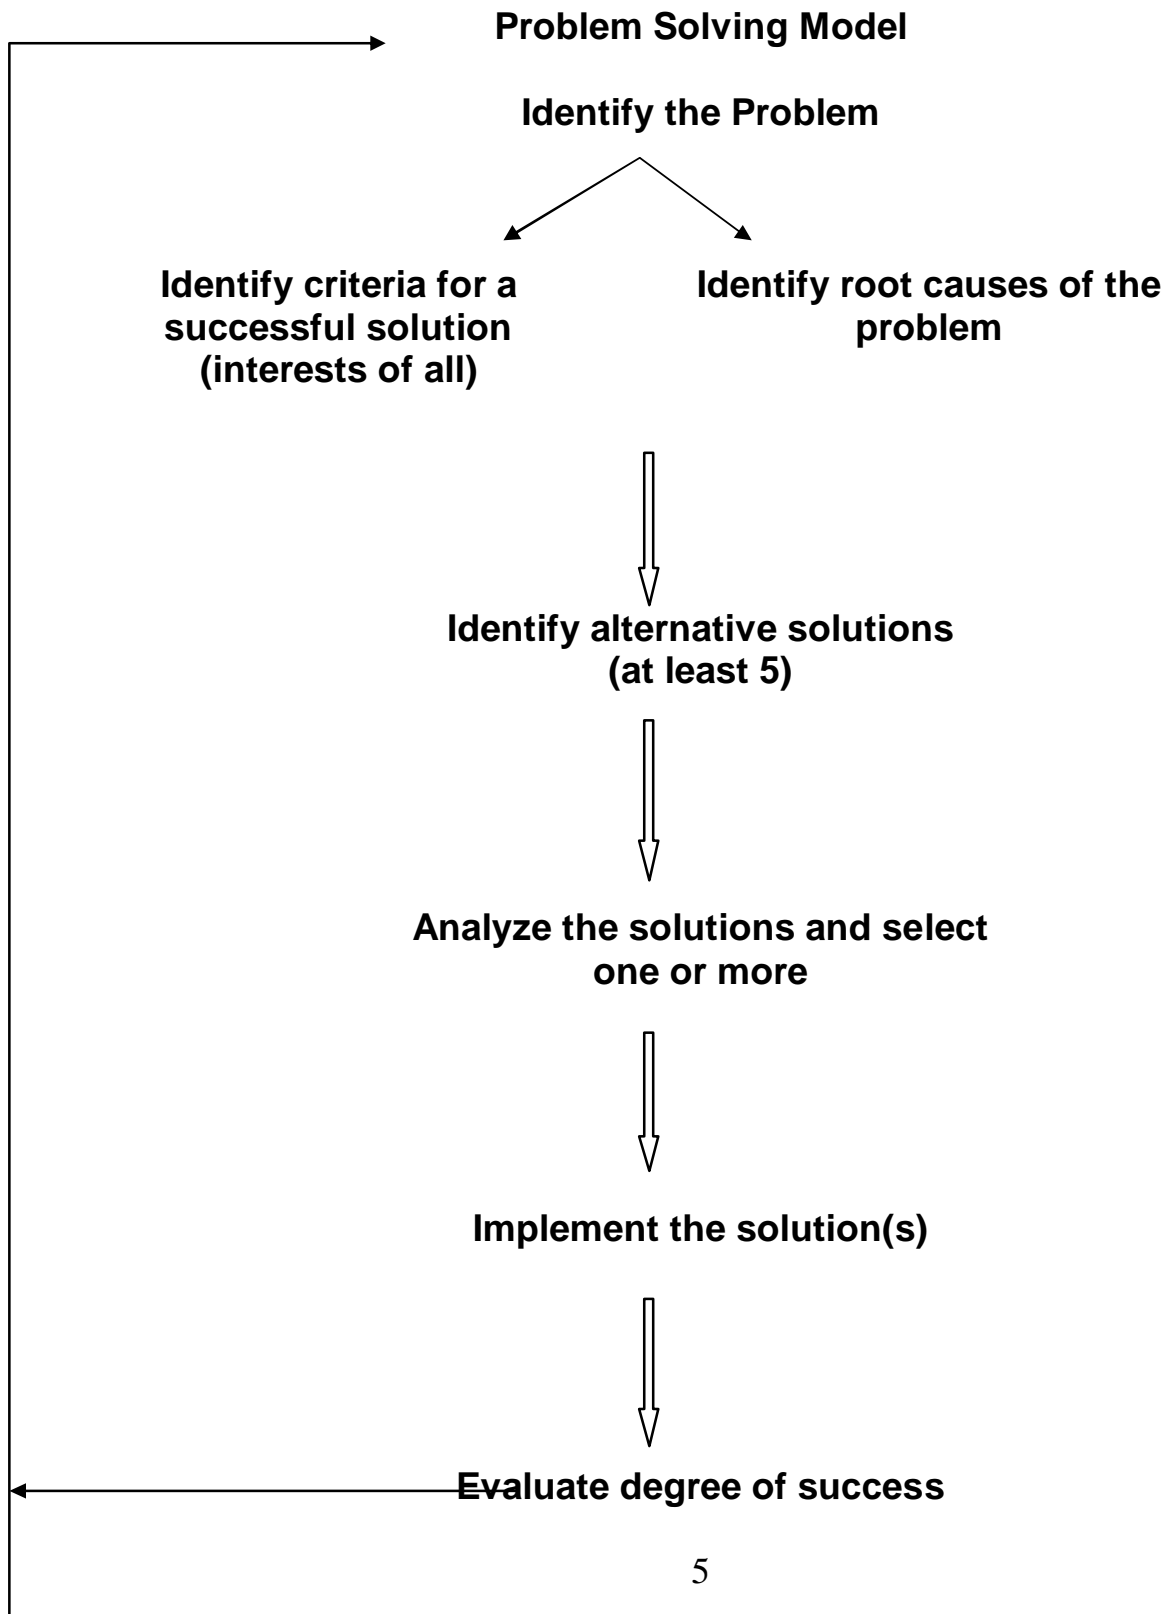 Problem Solving Model
Identify the Problem
Identify criteria for a
successful solution
(interests of all)
Identify root causes of the
problem
Identify alternative solutions
(at least 5)
Analyze the solutions and select
one or more
Implement the solution(s)
Evaluate degree of success
5